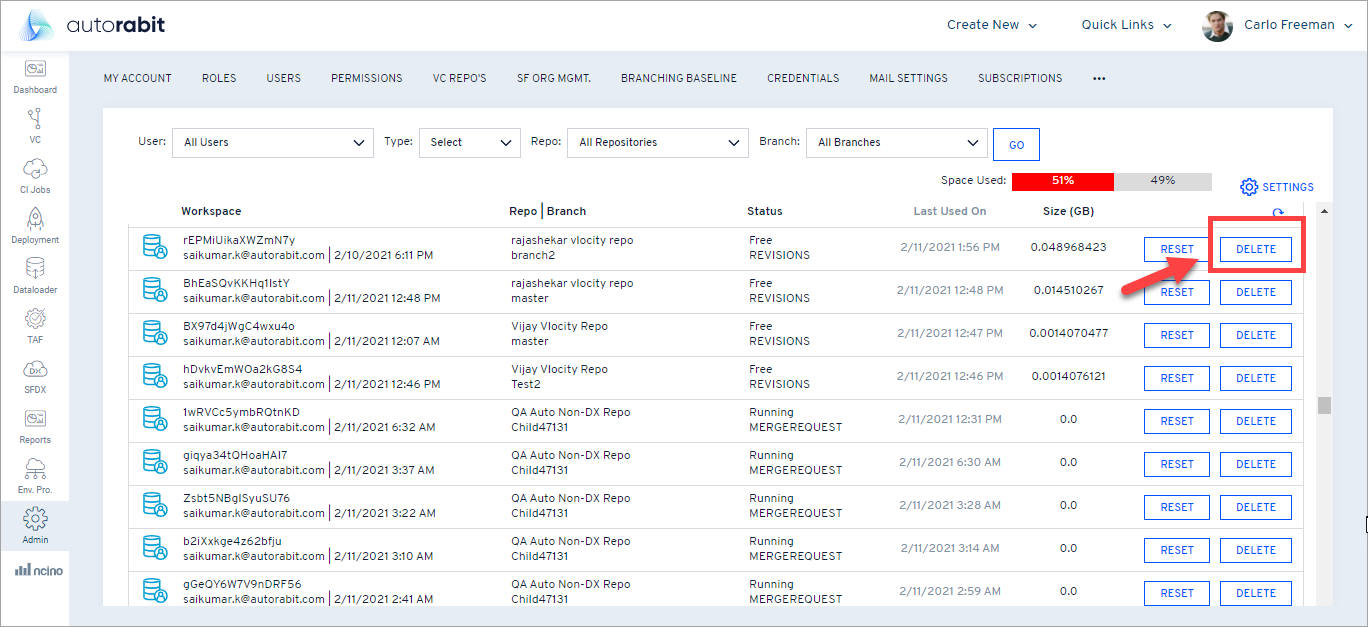 autorabit
Create New
Quick Links
Carlo Freeman
Dashboard
VC
CI Jobs
Deployment
Dataloader
TAF
SFDX
Reports
Env. Pro.
Admin
ncino
MY ACCOUNT ROLES USERS PERMISSIONS VC REPO'S SF ORG MGMT. BRANCHING BASELINE CREDENTIALS MAIL SETTINGS SUBSCRIPTIONS •••
User: All Users Type: Select Repo: All Repositories Branch: All Branches GO
Space Used: 51% 49% SETTINGS
Workspace Repo | Branch Status Last Used On Size (GB)
rEPMiUikaXWZmN7y rajashekar vlocity repo Free 2/11/2021 1:56 PM 0.048968423 RESET DELETE
saikumar.k@autorabit.com | 2/10/2021 6:11 PM branch2 REVISIONS
BhEaSQvKKHq1IstY rajashekar vlocity repo Free 2/11/2021 12:48 PM 0.014510267 RESET DELETE
saikumar.k@autorabit.com | 2/11/2021 12:48 PM master REVISIONS
BX97d4jWgC4wxu4o Vijay Vlocity Repo Free 2/11/2021 12:47 PM 0.0014070477 RESET DELETE
saikumar.k@autorabit.com | 2/11/2021 12:07 AM master REVISIONS
hDvkvEmWOa2kG8S4 Vijay Vlocity Repo Free 2/11/2021 12:46 PM 0.0014076121 RESET DELETE
saikumar.k@autorabit.com | 2/11/2021 12:46 PM Test2 REVISIONS
1wRVCc5ymbRQtnKD QA Auto Non-DX Repo Running 2/11/2021 12:31 PM 0.0 RESET DELETE
saikumar.k@autorabit.com | 2/11/2021 6:32 AM Child47131 MERGEREQUEST
giqya34tQHoaHAI7 QA Auto Non-DX Repo Running 2/11/2021 6:30 AM 0.0 RESET DELETE
saikumar.k@autorabit.com | 2/11/2021 3:37 AM Child47131 MERGEREQUEST
Zsbt5NBglSyuSU76 QA Auto Non-DX Repo Running 2/11/2021 3:28 AM 0.0 RESET DELETE
saikumar.k@autorabit.com | 2/11/2021 3:22 AM Child47131 MERGEREQUEST
b2iXxkge4z62bfju QA Auto Non-DX Repo Running 2/11/2021 3:14 AM 0.0 RESET DELETE
saikumar.k@autorabit.com | 2/11/2021 3:10 AM Child47131 MERGEREQUEST
gGeQY6W7V9nDRF56 QA Auto Non-DX Repo Running 2/11/2021 2:59 AM 0.0 RESET DELETE
saikumar.k@autorabit.com | 2/11/2021 2:41 AM Child47131 MERGEREQUEST